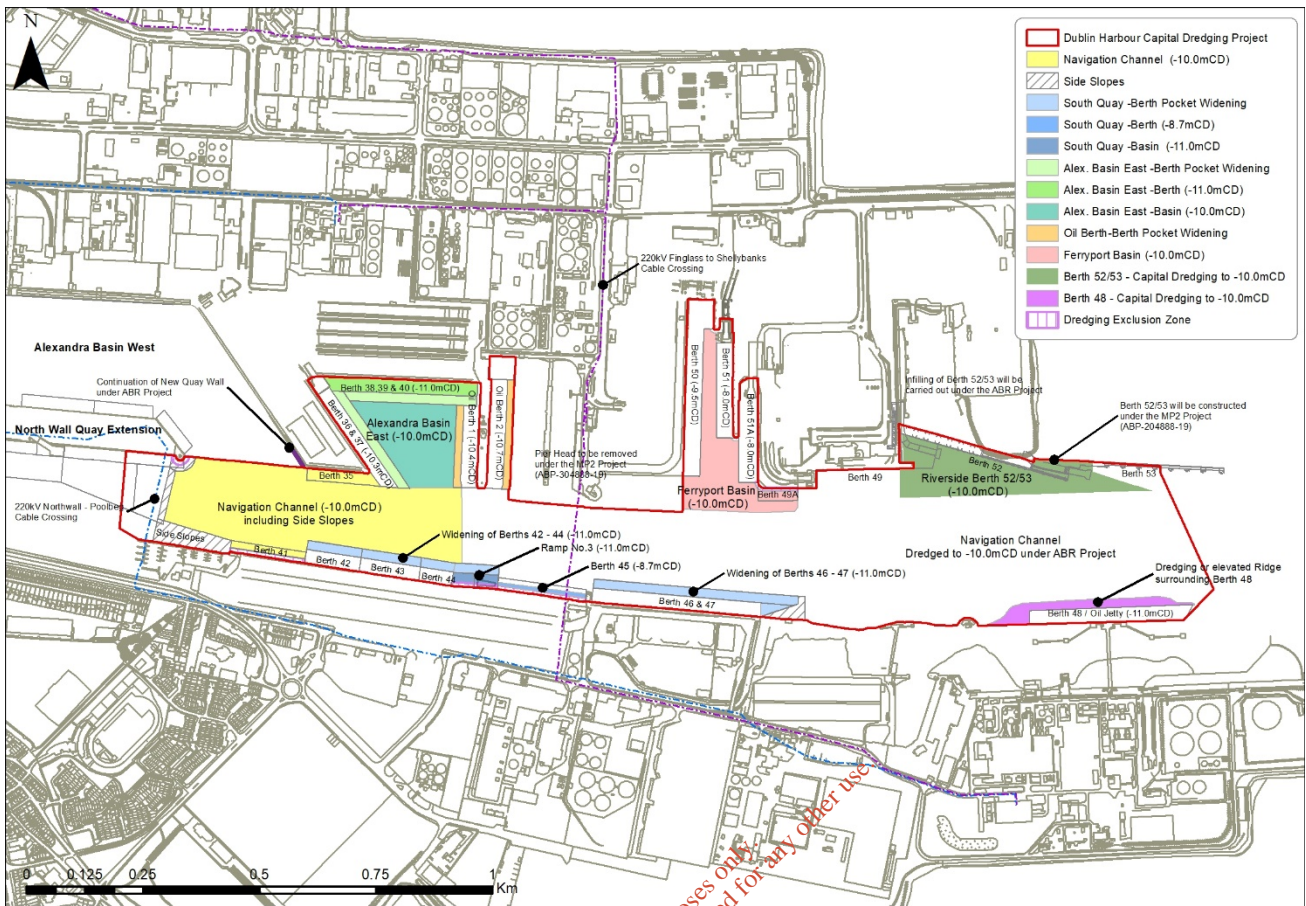 N
Dublin Harbour Capital Dredging Project
Navigation Channel (-10.0mCD)
Side Slopes
South Quay -Berth Pocket Widening
South Quay -Berth (-8.7mCD)
South Quay -Basin (-11.0mCD
Alex. Basin East -Berth Pocket Widening
Alex. Basin East -Berth (-11.0mCD)
Alex. Basin East -Basin (-10.0mCD)
Oil Berth-Berth Pocket Widening
Ferryport Basin (-10.0mCD)
Berth 52/53 - Capital Dredging to -10.0mCD
Berth 48 - Capital Dredging to -10.0mCD
Dredging Exclusion Zone
220kV Finglass to Shellybanks
Cable Crossing
Alexandra Basin West
Continuation of New Quay Wall
under ABR Project
North Wall Quay Extension
220kV Northwall - Poolbeg
Cable Crossing
Berth 38,39 & 40 (-11.0mCD)
Berth 36 & 37 (-10.3mCD)
Alexandra Basin
East (-10.0mCD)
Oil Berth 1 (-10.4mCD)
Oil Berth 2 (-10.7mCD)
Pier Head to be removed
under the MP2 Project
(ABP-304888-19)
Berth 35
Navigation Channel (-10.0mCD)
including Side Slopes
Side Slopes
Berth 41
Berth 42
Berth 43
Berth 44
Widening of Berths 42 - 44 (-11.0mCD)
Ramp No.3 (-11.0mCD)
Berth 45 (-8.7mCD)
Widening of Berths 46 - 47 (-11.0mCD)
Berth 46 & 47
Berth 50 (-9.5mCD)
Berth 51 (-8.0mCD)
Berth 51A (-8.0mCD)
Ferryport Basin
(-10.0mCD)
Berth 49A
Berth 49
Infilling of Berth 52/53 will be
carried out under the ABR Project
Berth 52/53 will be constructed
under the MP2 Project
(ABP-204888-19)
Berth 52
Berth 53
Riverside Berth 52/53
(-10.0mCD)
Navigation Channel
Dredged to -10.0mCD under ABR Project
Dredging or elevated Ridge
surrounding Berth 48
Berth 48 / Oil Jetty (-11.0mCD)
0 0.125 0.25 0.5 0.75 1
Km
oses only.
ed for any other use